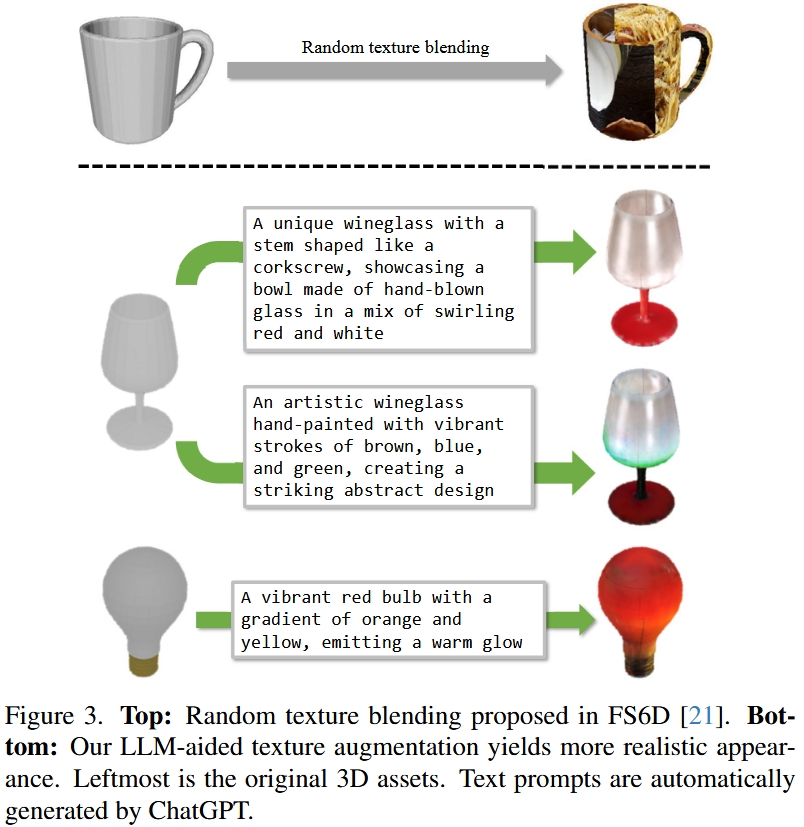 Random texture blending
A unique wineglass with a
stem shaped like a
corkscrew, showcasing a
bowl made of hand-blown
glass in a mix of swirling
red and white
An artistic wineglass
hand-painted with vibrant
strokes of brown, blue,
and green, creating a
striking abstract design
A vibrant red bulb with a
gradient of orange and
yellow, emitting a warm glow
Figure 3. Top: Random texture blending proposed in FS6D [21]. Bot-
tom: Our LLM-aided texture augmentation yields more realistic appear-
ance. Leftmost is the original 3D assets. Text prompts are automatically
generated by ChatGPT.